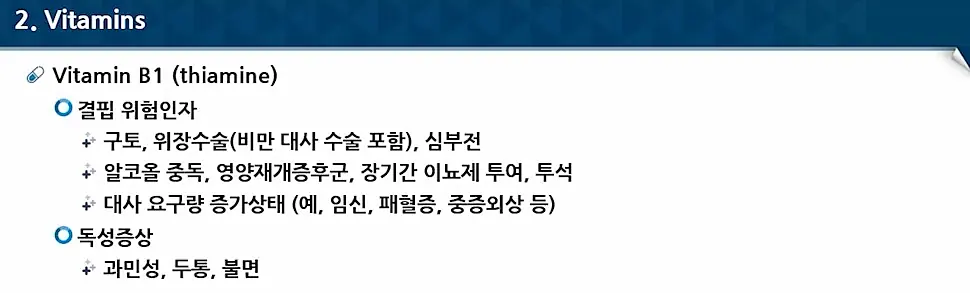 2. Vitamins
Vitamin B1 (thiamine)
결핍 위험인자
구토, 위장수술(비만 대사 수술 포함), 심부전
알코올 중독, 영양재개증후군, 장기간 이뇨제 투여, 투석
대사 요구량 증가상태 (예, 임신, 패혈증, 중증외상 등)
독성증상
과민성, 두통, 불면